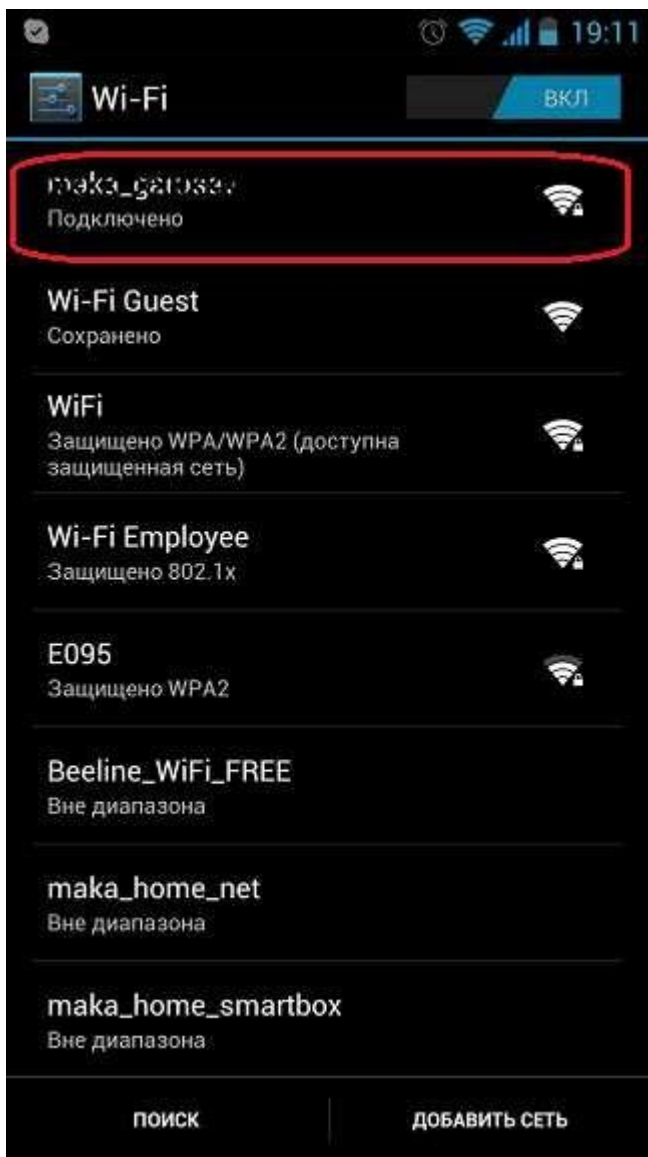 19:11
Wi-Fi
ВКЛ
Подключено
Wi-Fi Guest
Сохранено
WiFi
Защищено WPA/WPA2 (доступна
защищенная сеть)
Wi-Fi Employee
Защищено 802.1x
E095
Защищено WPA2
Beeline_WiFi_FREE
Вне диапазона
maka_home_net
Вне диапазона
maka_home_smartbox
Вне диапазона
ПОИСК
ДОБАВИТЬ СЕТЬ